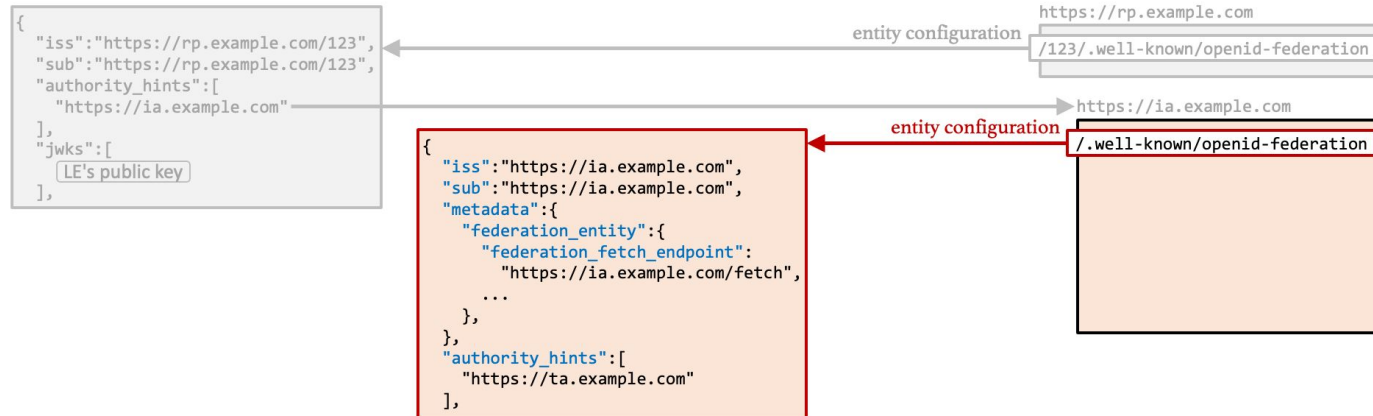 {
"iss":"https://rp.example.com/123",
"sub":"https://rp.example.com/123",
"authority_hints":[
"https://ia.example.com"
],
"jwks":[
LE's public key
],
entity configuration
https://rp.example.com
/123/.well-known/openid-federation
https://ia.example.com
entity configuration
/.well-known/openid-federation
{
"iss":"https://ia.example.com",
"sub":"https://ia.example.com",
"metadata":{
"federation_entity":{
"federation_fetch_endpoint":
"https://ia.example.com/fetch",
...
},
},
"authority_hints":[
"https://ta.example.com"
],